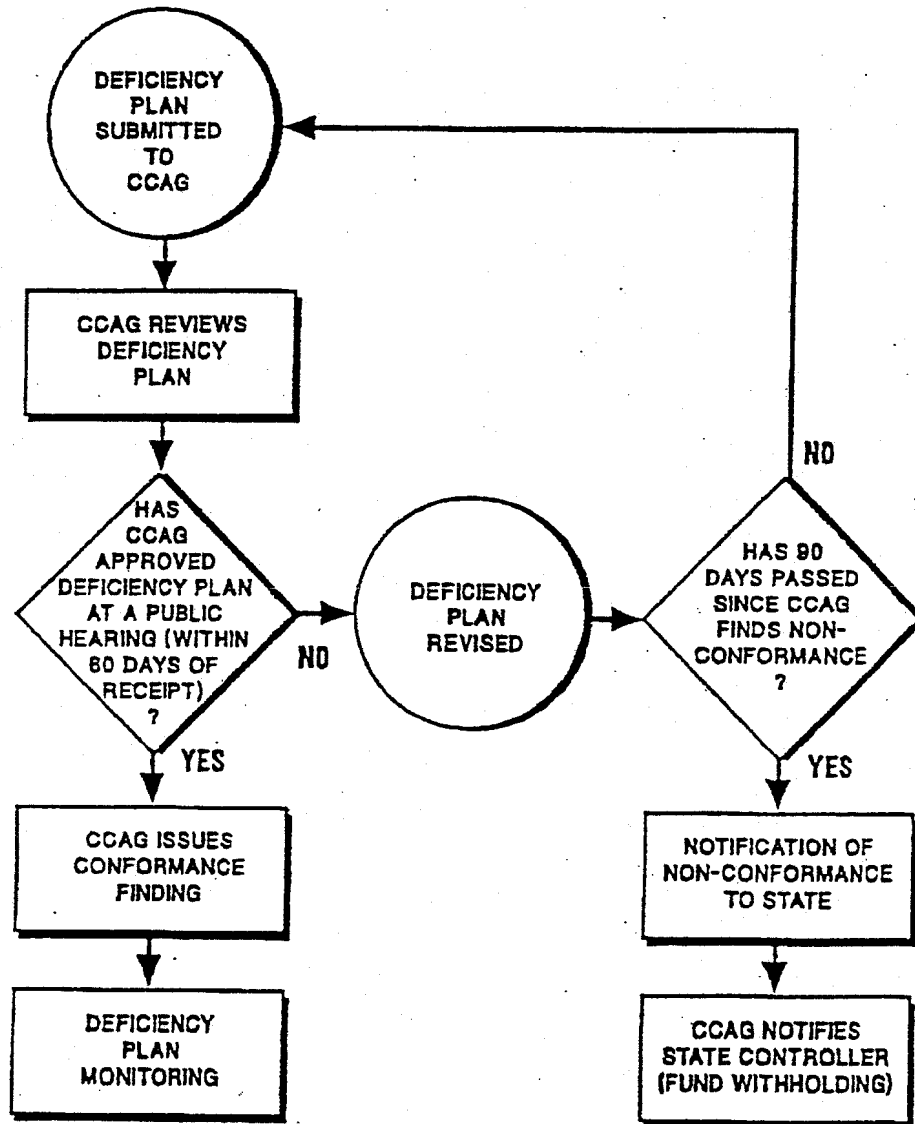 DEFICIENCY
PLAN
SUBMITTED
TO
CCAG
CCAG REVIEWS
DEFICIENCY
PLAN
HAS
CCAG
APPROVED
DEFICIENCY PLAN
AT A PUBLIC
HEARING (WITHIN
60 DAYS OF
RECEIPT)
?
NO
YES
DEFICIENCY
PLAN
REVISED
NO
HAS 90
DAYS PASSED
SINCE CCAG
FINDS NON-
CONFORMANCE
?
YES
CCAG ISSUES
CONFORMANCE
FINDING
DEFICIENCY
PLAN
MONITORING
NOTIFICATION OF
NON-CONFORMANCE
TO STATE
CCAG NOTIFIES
STATE CONTROLLER
(FUND WITHHOLDING)